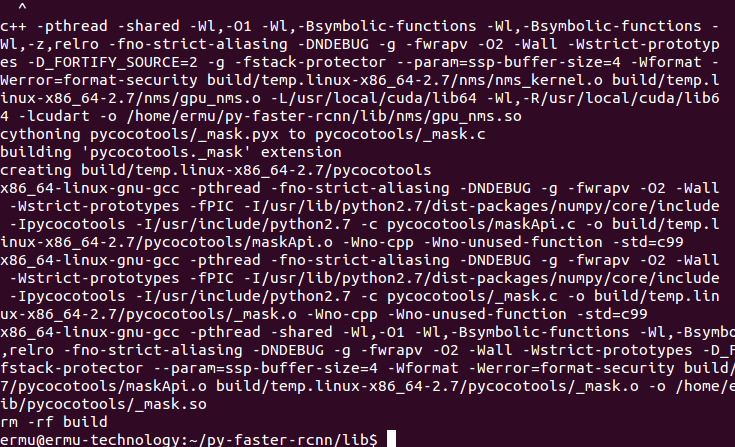 ^
c++ -pthread -shared -Wl,-O1 -Wl,-Bsymbolic-functions -Wl,-Bsymbolic-functions -
Wl,-z,relro -fno-strict-aliasing -DNDEBUG -g -fwrapv -O2 -Wall -Wstrict-prototyp
es -D_FORTIFY_SOURCE=2 -g -fstack-protector --param=ssp-buffer-size=4 -Wformat -
Werror=format-security build/temp.linux-x86_64-2.7/nms/nms_kernel.o build/temp.l
inux-x86_64-2.7/nms/gpu_nms.o -L/usr/local/cuda/lib64 -Wl,-R/usr/local/cuda/lib6
4 -lcudart -o /home/ermu/py-faster-rcnn/lib/nms/gpu_nms.so
cythoning pycocotools/_mask.pyx to pycocotools/_mask.c
building 'pycocotools._mask' extension
creating build/temp.linux-x86_64-2.7/pycocotools
x86_64-linux-gnu-gcc -pthread -fno-strict-aliasing -DNDEBUG -g -fwrapv -O2 -Wall
-Wstrict-prototypes -fPIC -I/usr/lib/python2.7/dist-packages/numpy/core/include
-Ipycocotools -I/usr/include/python2.7 -c pycocotools/maskApi.c -o build/temp.l
inux-x86_64-2.7/pycocotools/maskApi.o -Wno-cpp -Wno-unused-function -std=c99
x86_64-linux-gnu-gcc -pthread -fno-strict-aliasing -DNDEBUG -g -fwrapv -O2 -Wall
-Wstrict-prototypes -fPIC -I/usr/lib/python2.7/dist-packages/numpy/core/include
-Ipycocotools -I/usr/include/python2.7 -c pycocotools/_mask.c -o build/temp.lin
ux-x86_64-2.7/pycocotools/_mask.o -Wno-cpp -Wno-unused-function -std=c99
x86_64-linux-gnu-gcc -pthread -shared -Wl,-O1 -Wl,-Bsymbolic-functions -Wl,-Bsymbo
,relro -fno-strict-aliasing -DNDEBUG -g -fwrapv -O2 -Wall -Wstrict-prototypes -D_F
fstack-protector --param=ssp-buffer-size=4 -Wformat -Werror=format-security build/
7/pycocotools/maskApi.o build/temp.linux-x86_64-2.7/pycocotools/_mask.o -o /home/e
ib/pycocotools/_mask.so
rm -rf build
ermu@ermu-technology:~/py-faster-rcnn/lib$